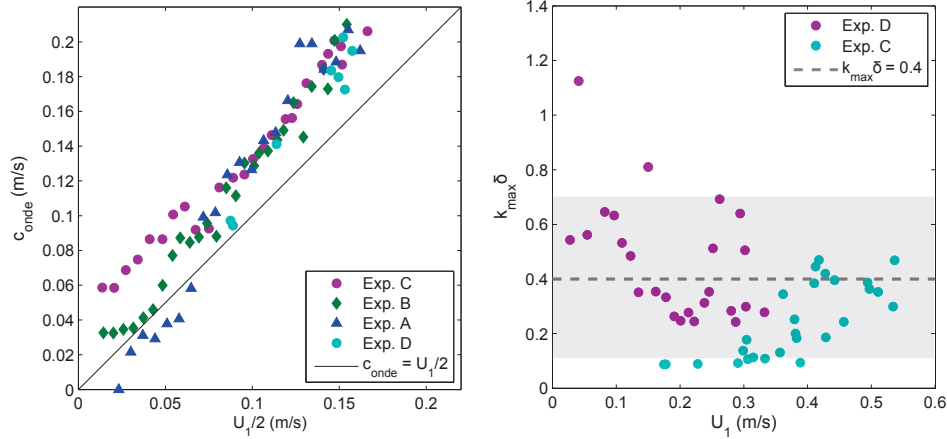 0.2
0.18
0.16
0.14
0.12
0.1
0.08
0.06
0.04
0.02
0
c_onde (m/s)
Exp. C
Exp. B
Exp. A
Exp. D
c_onde = U_1/2
0 0.05 0.1 0.15 0.2
U_1/2 (m/s)
1.4
1.2
1
0.8
0.6
0.4
0.2
0
k_max δ
Exp. D
Exp. C
k_max δ = 0.4
0 0.1 0.2 0.3 0.4 0.5 0.6
U_1 (m/s)